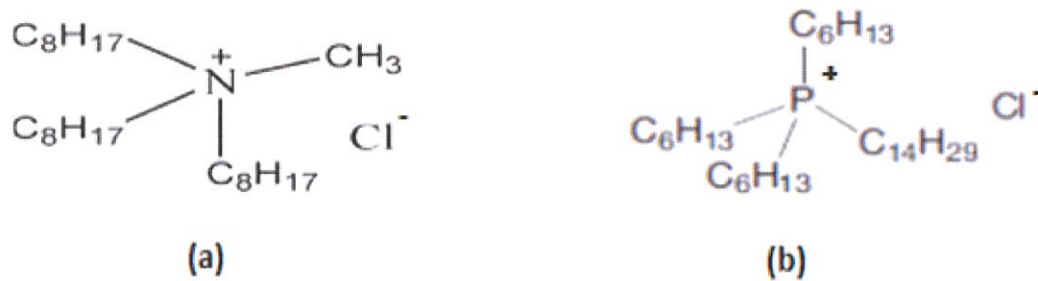 C8H17
+
N
CH3
C8H17
Cl-
C8H17
(a)
C6H13
+
P
Cl-
C6H13
C14H29
C6H13
(b)